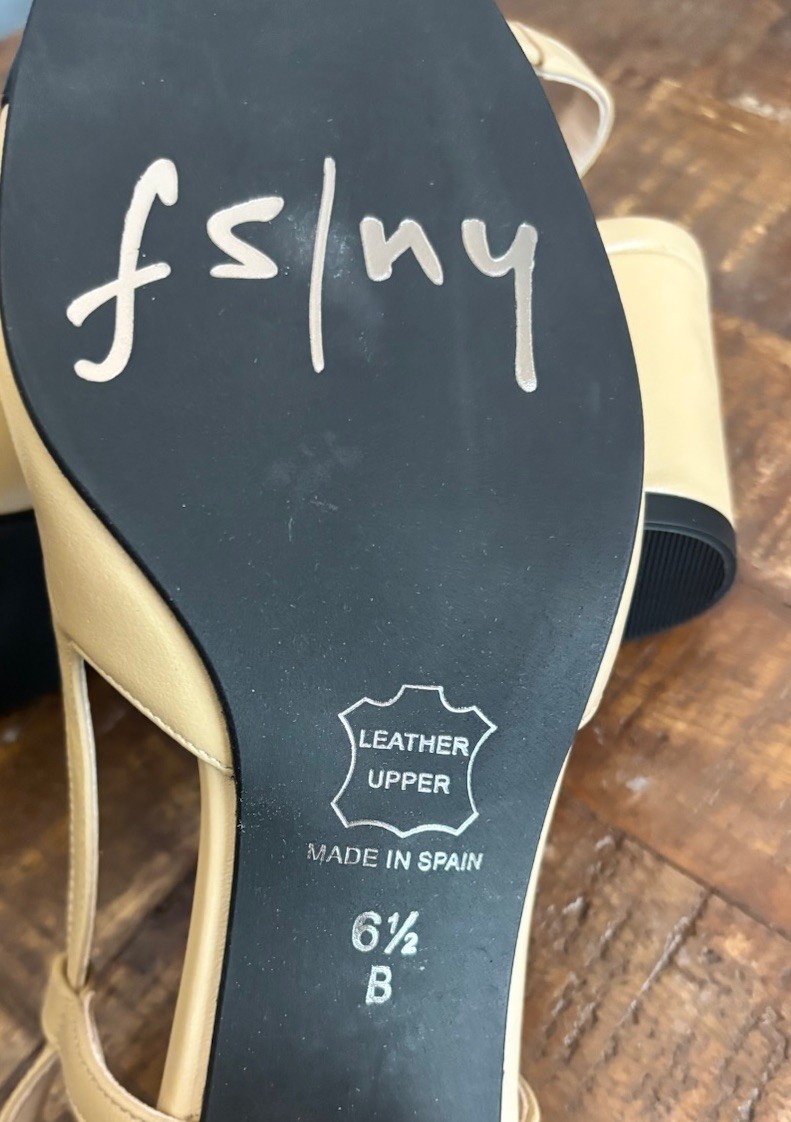 fs/ny
LEATHER
UPPER
MADE IN SPAIN
6½
B